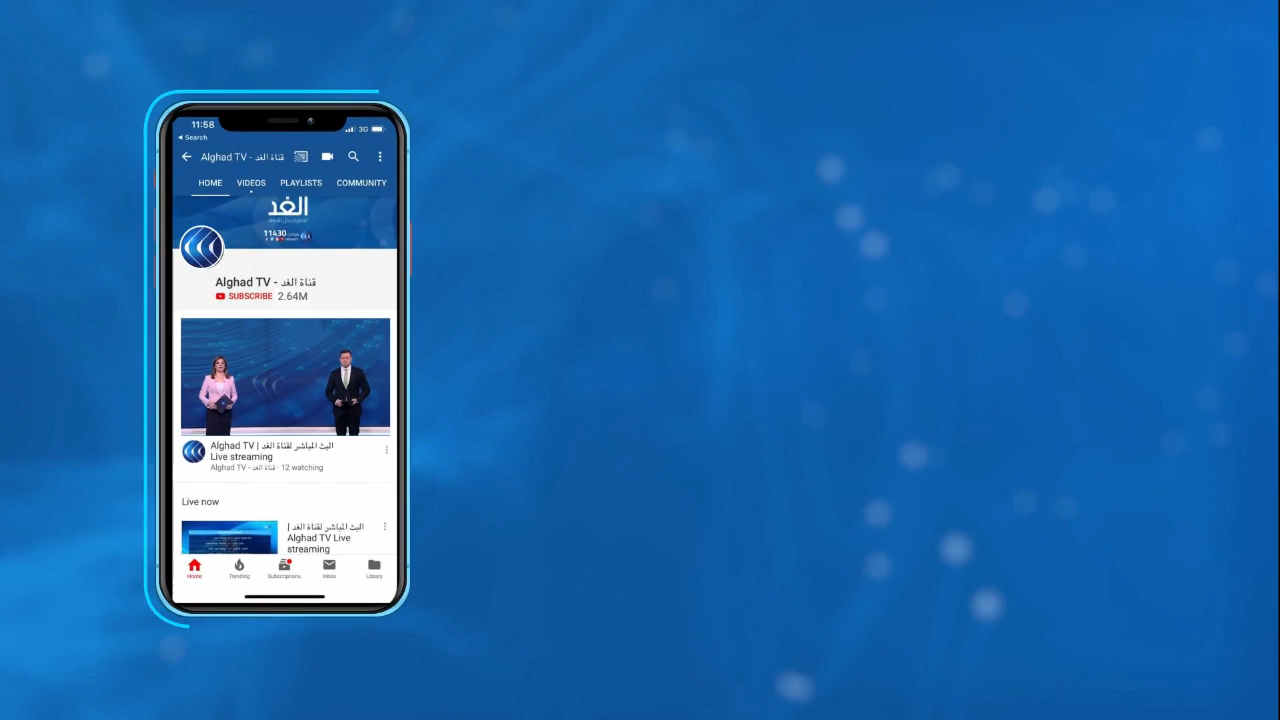 11:58
3G
Search
Alghad TV - قناة الغد
HOME VIDEOS PLAYLISTS COMMUNITY
الغد
11430
Alghad TV - قناة الغد
SUBSCRIBE 2.64M
Alghad TV | البث المباشر لقناة الغد
Live streaming
Alghad TV - قناة الغد · 12 watching
Live now
البث المباشر لقناة الغد |
Alghad TV Live
streaming
Home Trending Subscriptions Inbox Library